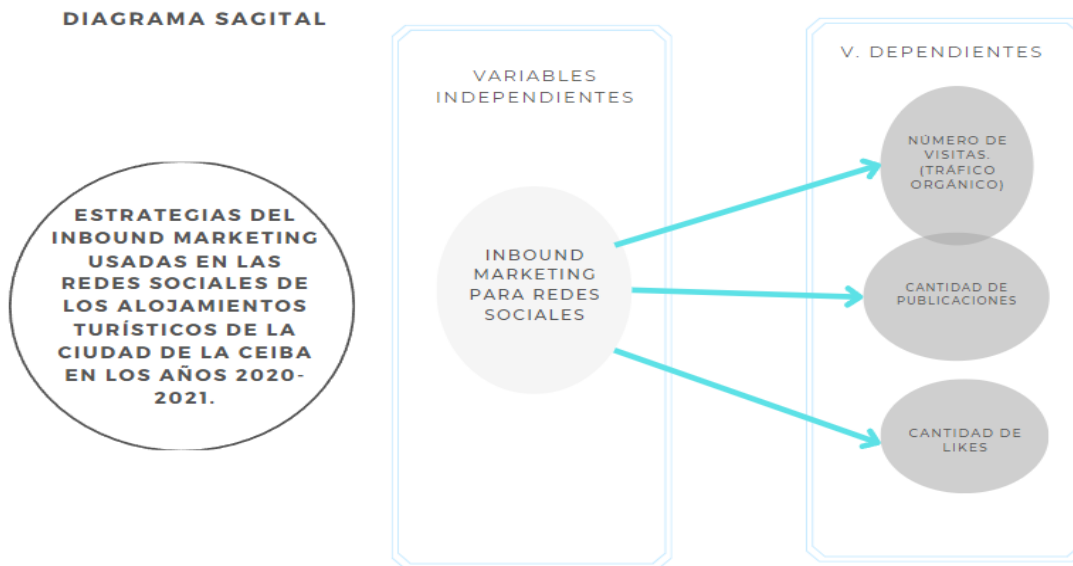 DIAGRAMA SAGITAL
ESTRATEGIAS DEL
INBOUND MARKETING
USADAS EN LAS
REDES SOCIALES DE
LOS ALOJAMIENTOS
TURÍSTICOS DE LA
CIUDAD DE LA CEIBA
EN LOS AÑOS 2020-
2021.
VARIABLES
INDEPENDIENTES
INBOUND
MARKETING
PARA REDES
SOCIALES
V. DEPENDIENTES
NÚMERO DE
VISITAS.
(TRÁFICO
ORGÁNICO)
CANTIDAD DE
PUBLICACIONES
CANTIDAD DE
LIKES